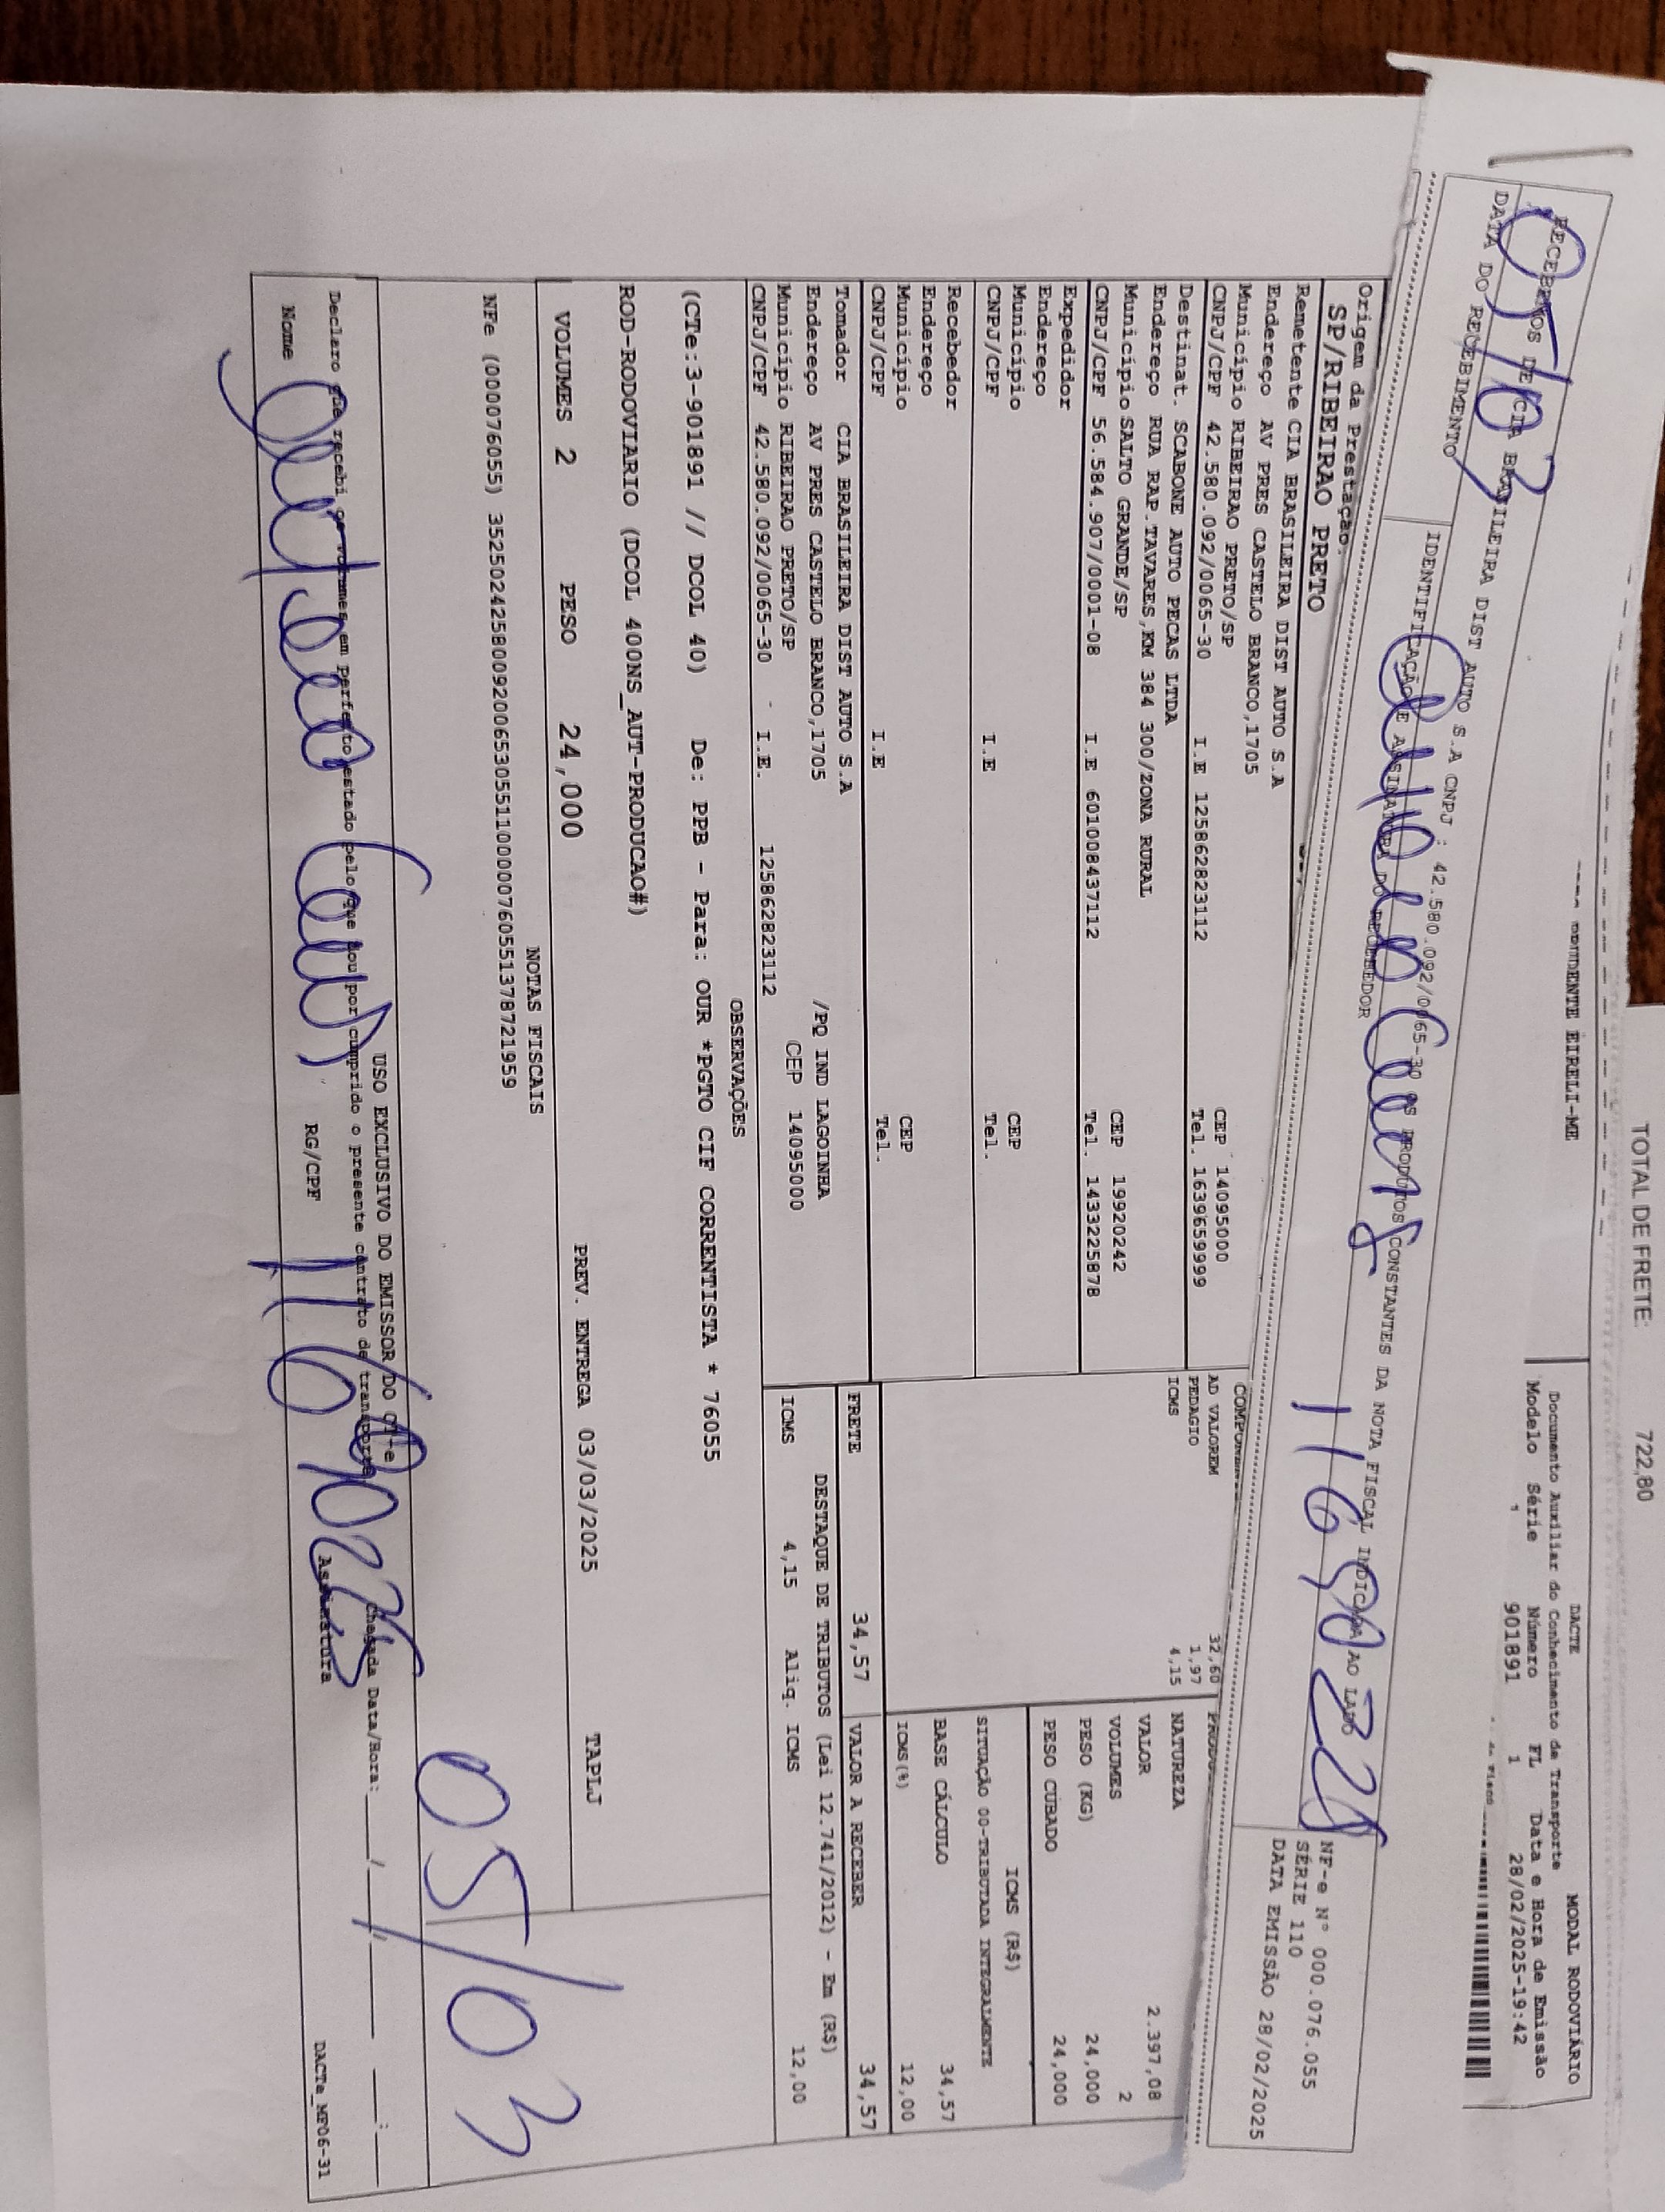 TOTAL DE FRETE: 722,80
DENTE EIRELI-ME
DACTE
MODAL RODOVIÁRIO
Documento Auxiliar do Conhecimento de Transporte
Modelo Série Número FL Data e Hora de Emissão
1 901891 1 28/02/2025-19:42
RECEBEMOS DE CIA BRASILEIRA DIST AUTO S.A CNPJ : 42.580.092/0065-30 OS PRODUTOS CONSTANTES DA NOTA FISCAL INDICADA AO LADO
DATA DO RECEBIMENTO
05/03
IDENTIFICAÇÃO E ASSINATURA DO RECEBEDOR
NF-e N° 000.076.055
SÉRIE 110
DATA EMISSÃO 28/02/2025
Origem da Prestação
SP/RIBEIRAO PRETO
Remetente CIA BRASILEIRA DIST AUTO S.A
Endereço AV PRES CASTELO BRANCO,1705
Município RIBEIRAO PRETO/SP CEP 14095000
CNPJ/CPF 42.580.092/0065-30 I.E 125862823112 Tel. 1639659999
Destinat. SCABONE AUTO PECAS LTDA
Endereço RUA RAP.TAVARES,KM 384 300/ZONA RURAL
Município SALTO GRANDE/SP CEP 19920242
CNPJ/CPF 56.584.907/0001-08 I.E 601008437112 Tel. 1433225878
Expedidor
Endereço
Município CEP
CNPJ/CPF I.E Tel.
Recebedor
Endereço
Município CEP
CNPJ/CPF I.E Tel.
Tomador CIA BRASILEIRA DIST AUTO S.A
Endereço AV PRES CASTELO BRANCO,1705 /PQ IND LAGOINHA
Município RIBEIRAO PRETO/SP CEP 14095000
CNPJ/CPF 42.580.092/0065-30 - I.E. 125862823112
AD VALOREM 32,60
PEDAGIO 1,97
ICMS 4,15
NATUREZA
VALOR 2.397,08
VOLUMES 2
PESO (KG) 24,000
PESO CUBADO 24,000
ICMS (R$)
SITUAÇÃO 00-TRIBUTADA INTEGRALMENTE
BASE CÁLCULO 34,57
ICMS(%) 12,00
FRETE 34,57 VALOR A RECEBER 34,57
DESTAQUE DE TRIBUTOS (Lei 12.741/2012) - Em (R$)
ICMS 4,15 Aliq. ICMS 12,00
OBSERVAÇÕES
(CTe:3-901891 // DCOL 40) De: PPB - Para: OUR *PGTO CIF CORRENTISTA * 76055
ROD-RODOVIARIO (DCOL 400NS_AUT-PRODUCAO#)
VOLUMES 2 PESO 24,000 PREV. ENTREGA 03/03/2025 TAPLJ
NOTAS FISCAIS
NFe (000076055) 35250242580092006530551100000760551378721959
05/03
USO EXCLUSIVO DO EMISSOR DO CT-e
Declaro que recebi os volumes em perfeito estado pelo que dou por cumprido o presente contrato de transporte
Chegada Data/Hora: ___/___/___ ___:___
Nome RG/CPF Assinatura
DACTe_MF06-31